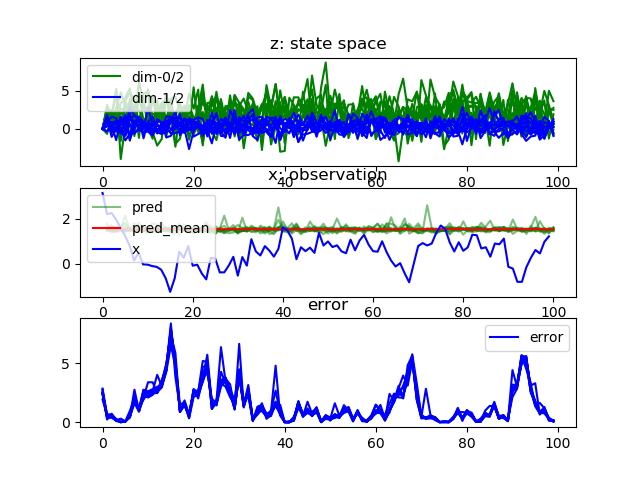 z: state space
5
0
dim-0/2
dim-1/2
0 20 40 60 80 100
x: observation
2
0
pred
pred_mean
x
0 20 40 60 80 100
error
5
0
error
0 20 40 60 80 100